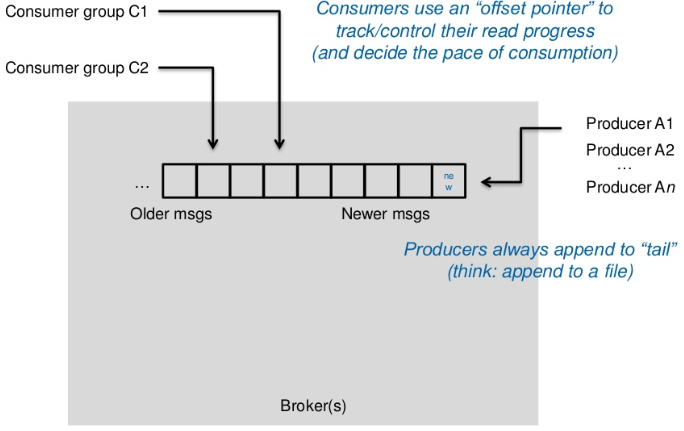 Consumer group C1
Consumers use an “offset pointer” to
track/control their read progress
(and decide the pace of consumption)
Consumer group C2
Producer A1
Producer A2
...
Producer An
...
ne
w
Older msgs
Newer msgs
Producers always append to “tail”
(think: append to a file)
Broker(s)